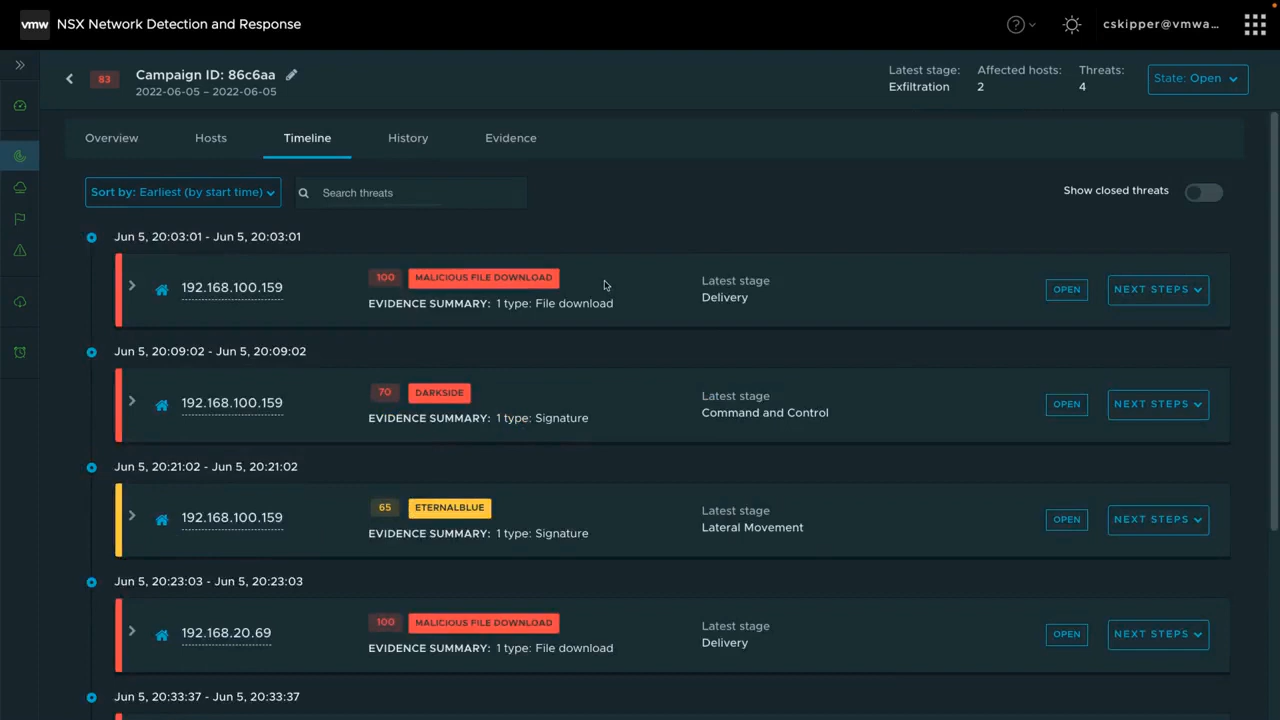 vmw NSX Network Detection and Response
cskipper@vmwa...
83 Campaign ID: 86c6aa
2022-06-05 – 2022-06-05
Latest stage: Affected hosts: Threats:
Exfiltration 2 4
State: Open
Overview Hosts Timeline History Evidence
Sort by: Earliest (by start time) Search threats Show closed threats
Jun 5, 20:03:01 - Jun 5, 20:03:01
192.168.100.159
100 MALICIOUS FILE DOWNLOAD
EVIDENCE SUMMARY: 1 type: File download
Latest stage
Delivery
OPEN
NEXT STEPS
Jun 5, 20:09:02 - Jun 5, 20:09:02
192.168.100.159
70 DARKSIDE
EVIDENCE SUMMARY: 1 type: Signature
Latest stage
Command and Control
OPEN
NEXT STEPS
Jun 5, 20:21:02 - Jun 5, 20:21:02
192.168.100.159
65 ETERNALBLUE
EVIDENCE SUMMARY: 1 type: Signature
Latest stage
Lateral Movement
OPEN
NEXT STEPS
Jun 5, 20:23:03 - Jun 5, 20:23:03
192.168.20.69
100 MALICIOUS FILE DOWNLOAD
EVIDENCE SUMMARY: 1 type: File download
Latest stage
Delivery
OPEN
NEXT STEPS
Jun 5, 20:33:37 - Jun 5, 20:33:37